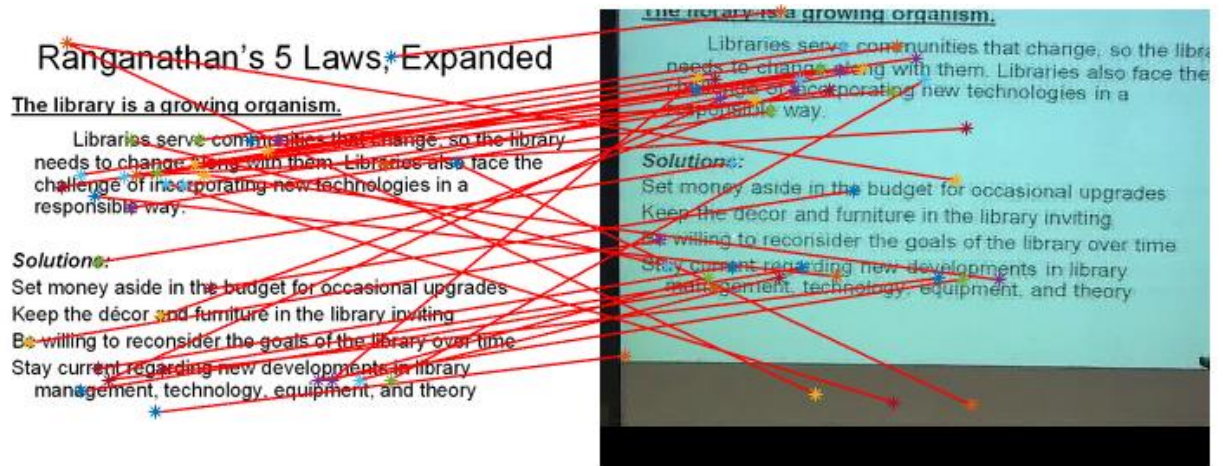 Ranganathan's 5 Laws, Expanded
The library is a growing organism.
Libraries serve communities that change, so the library
needs to change along with them. Libraries also face the
challenge of incorporating new technologies in a
responsible way.
Solutions:
Set money aside in the budget for occasional upgrades
Keep the décor and furniture in the library inviting
Be willing to reconsider the goals of the library over time
Stay current regarding new developments in library
management, technology, equipment, and theory
The library is a growing organism.
Libraries serve communities that change, so the libra
needs to change along with them. Libraries also face the
challenge of incorporating new technologies in a
responsible way.
Solutions:
Set money aside in the budget for occasional upgrades
Keep the décor and furniture in the library inviting
Be willing to reconsider the goals of the library over time
Stay current regarding new developments in library
management, technology, equipment, and theory